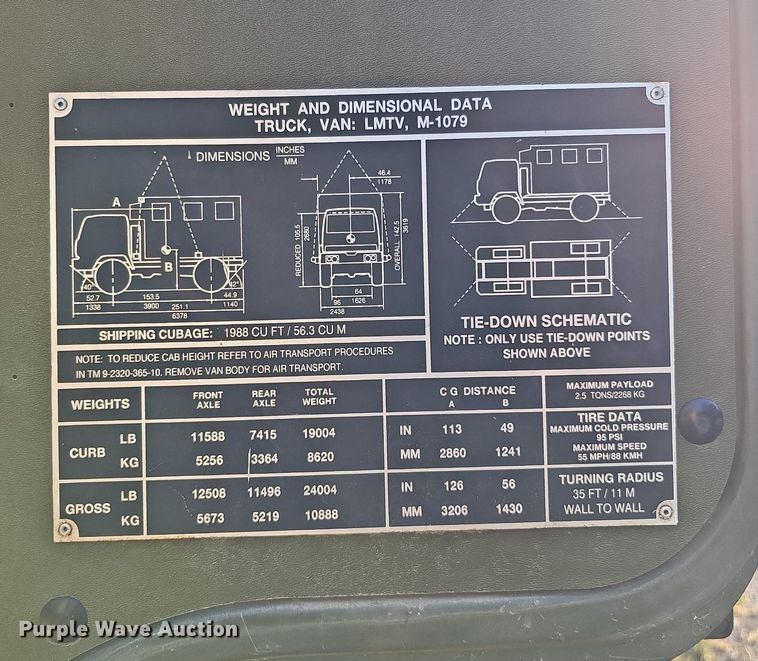 WEIGHT AND DIMENSIONAL DATA
TRUCK, VAN: LMTV, M-1079
DIMENSIONS INCHES
MM
A
B
40°
42°
52.7
1338
153.5
3900
44.9
1140
251.1
6378
46.4
1178
REDUCED 105.5
2680
OVERALL 142.5
3619
64
1626
96
2438
SHIPPING CUBAGE: 1988 CU FT / 56.3 CU M
NOTE: TO REDUCE CAB HEIGHT REFER TO AIR TRANSPORT PROCEDURES
IN TM 9-2320-365-10. REMOVE VAN BODY FOR AIR TRANSPORT.
TIE-DOWN SCHEMATIC
NOTE : ONLY USE TIE-DOWN POINTS
SHOWN ABOVE
WEIGHTS FRONT AXLE REAR AXLE TOTAL WEIGHT
CURB LB 11588 7415 19004
KG 5256 3364 8620
GROSS LB 12508 11496 24004
KG 5673 5219 10888
C G DISTANCE
A B
IN 113 49
MM 2860 1241
IN 126 56
MM 3206 1430
MAXIMUM PAYLOAD
2.5 TONS/2268 KG
TIRE DATA
MAXIMUM COLD PRESSURE
95 PSI
MAXIMUM SPEED
55 MPH/88 KMH
TURNING RADIUS
35 FT / 11 M
WALL TO WALL
Purple Wave Auction